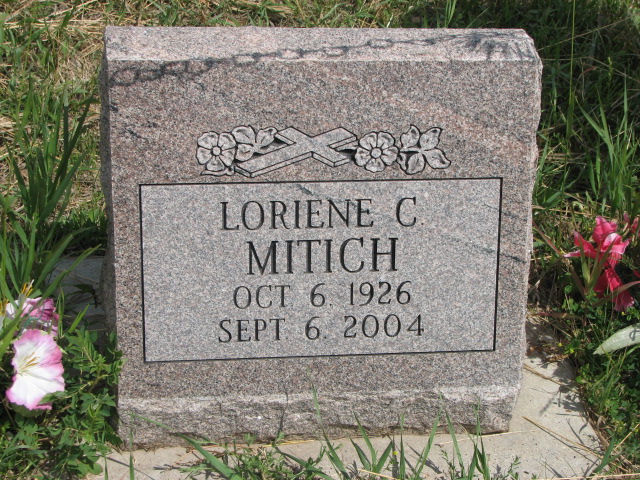 LORIENE C.
MITICH
OCT 6, 1926
SEPT 6, 2004